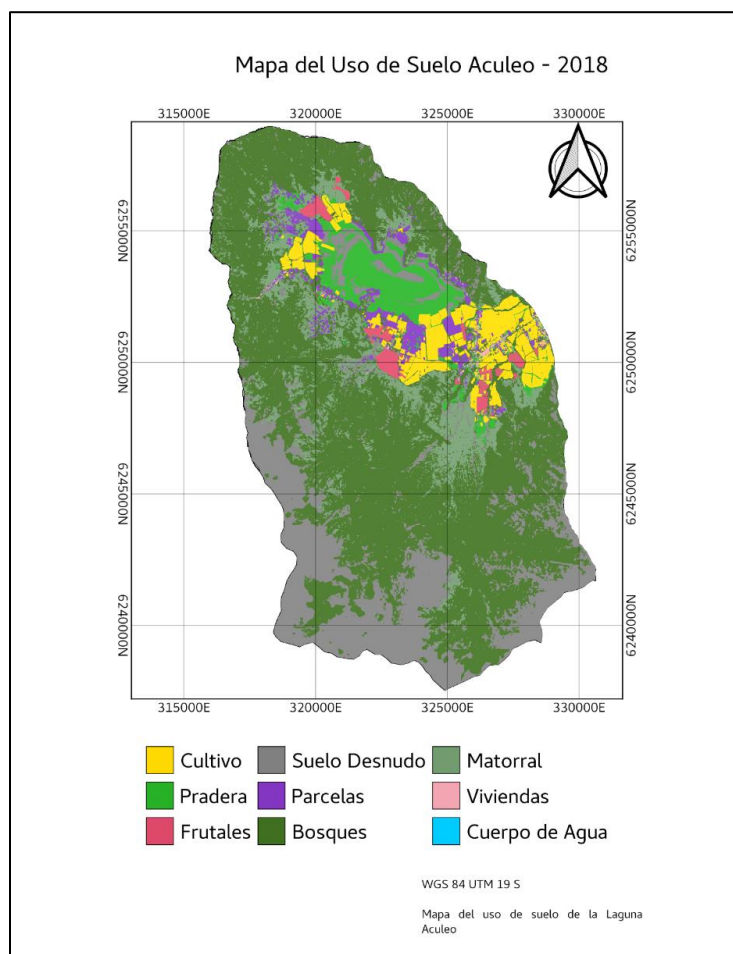 Mapa del Uso de Suelo Aculeo - 2018
315000E 320000E 325000E 330000E
6255000N 6255000N
6250000N 6250000N
6245000N 6245000N
6240000N 6240000N
315000E 320000E 325000E 330000E
Cultivo Suelo Desnudo Matorral
Pradera Parcelas Viviendas
Frutales Bosques Cuerpo de Agua
WGS 84 UTM 19 S
Mapa del uso de suelo de la Laguna
Aculeo